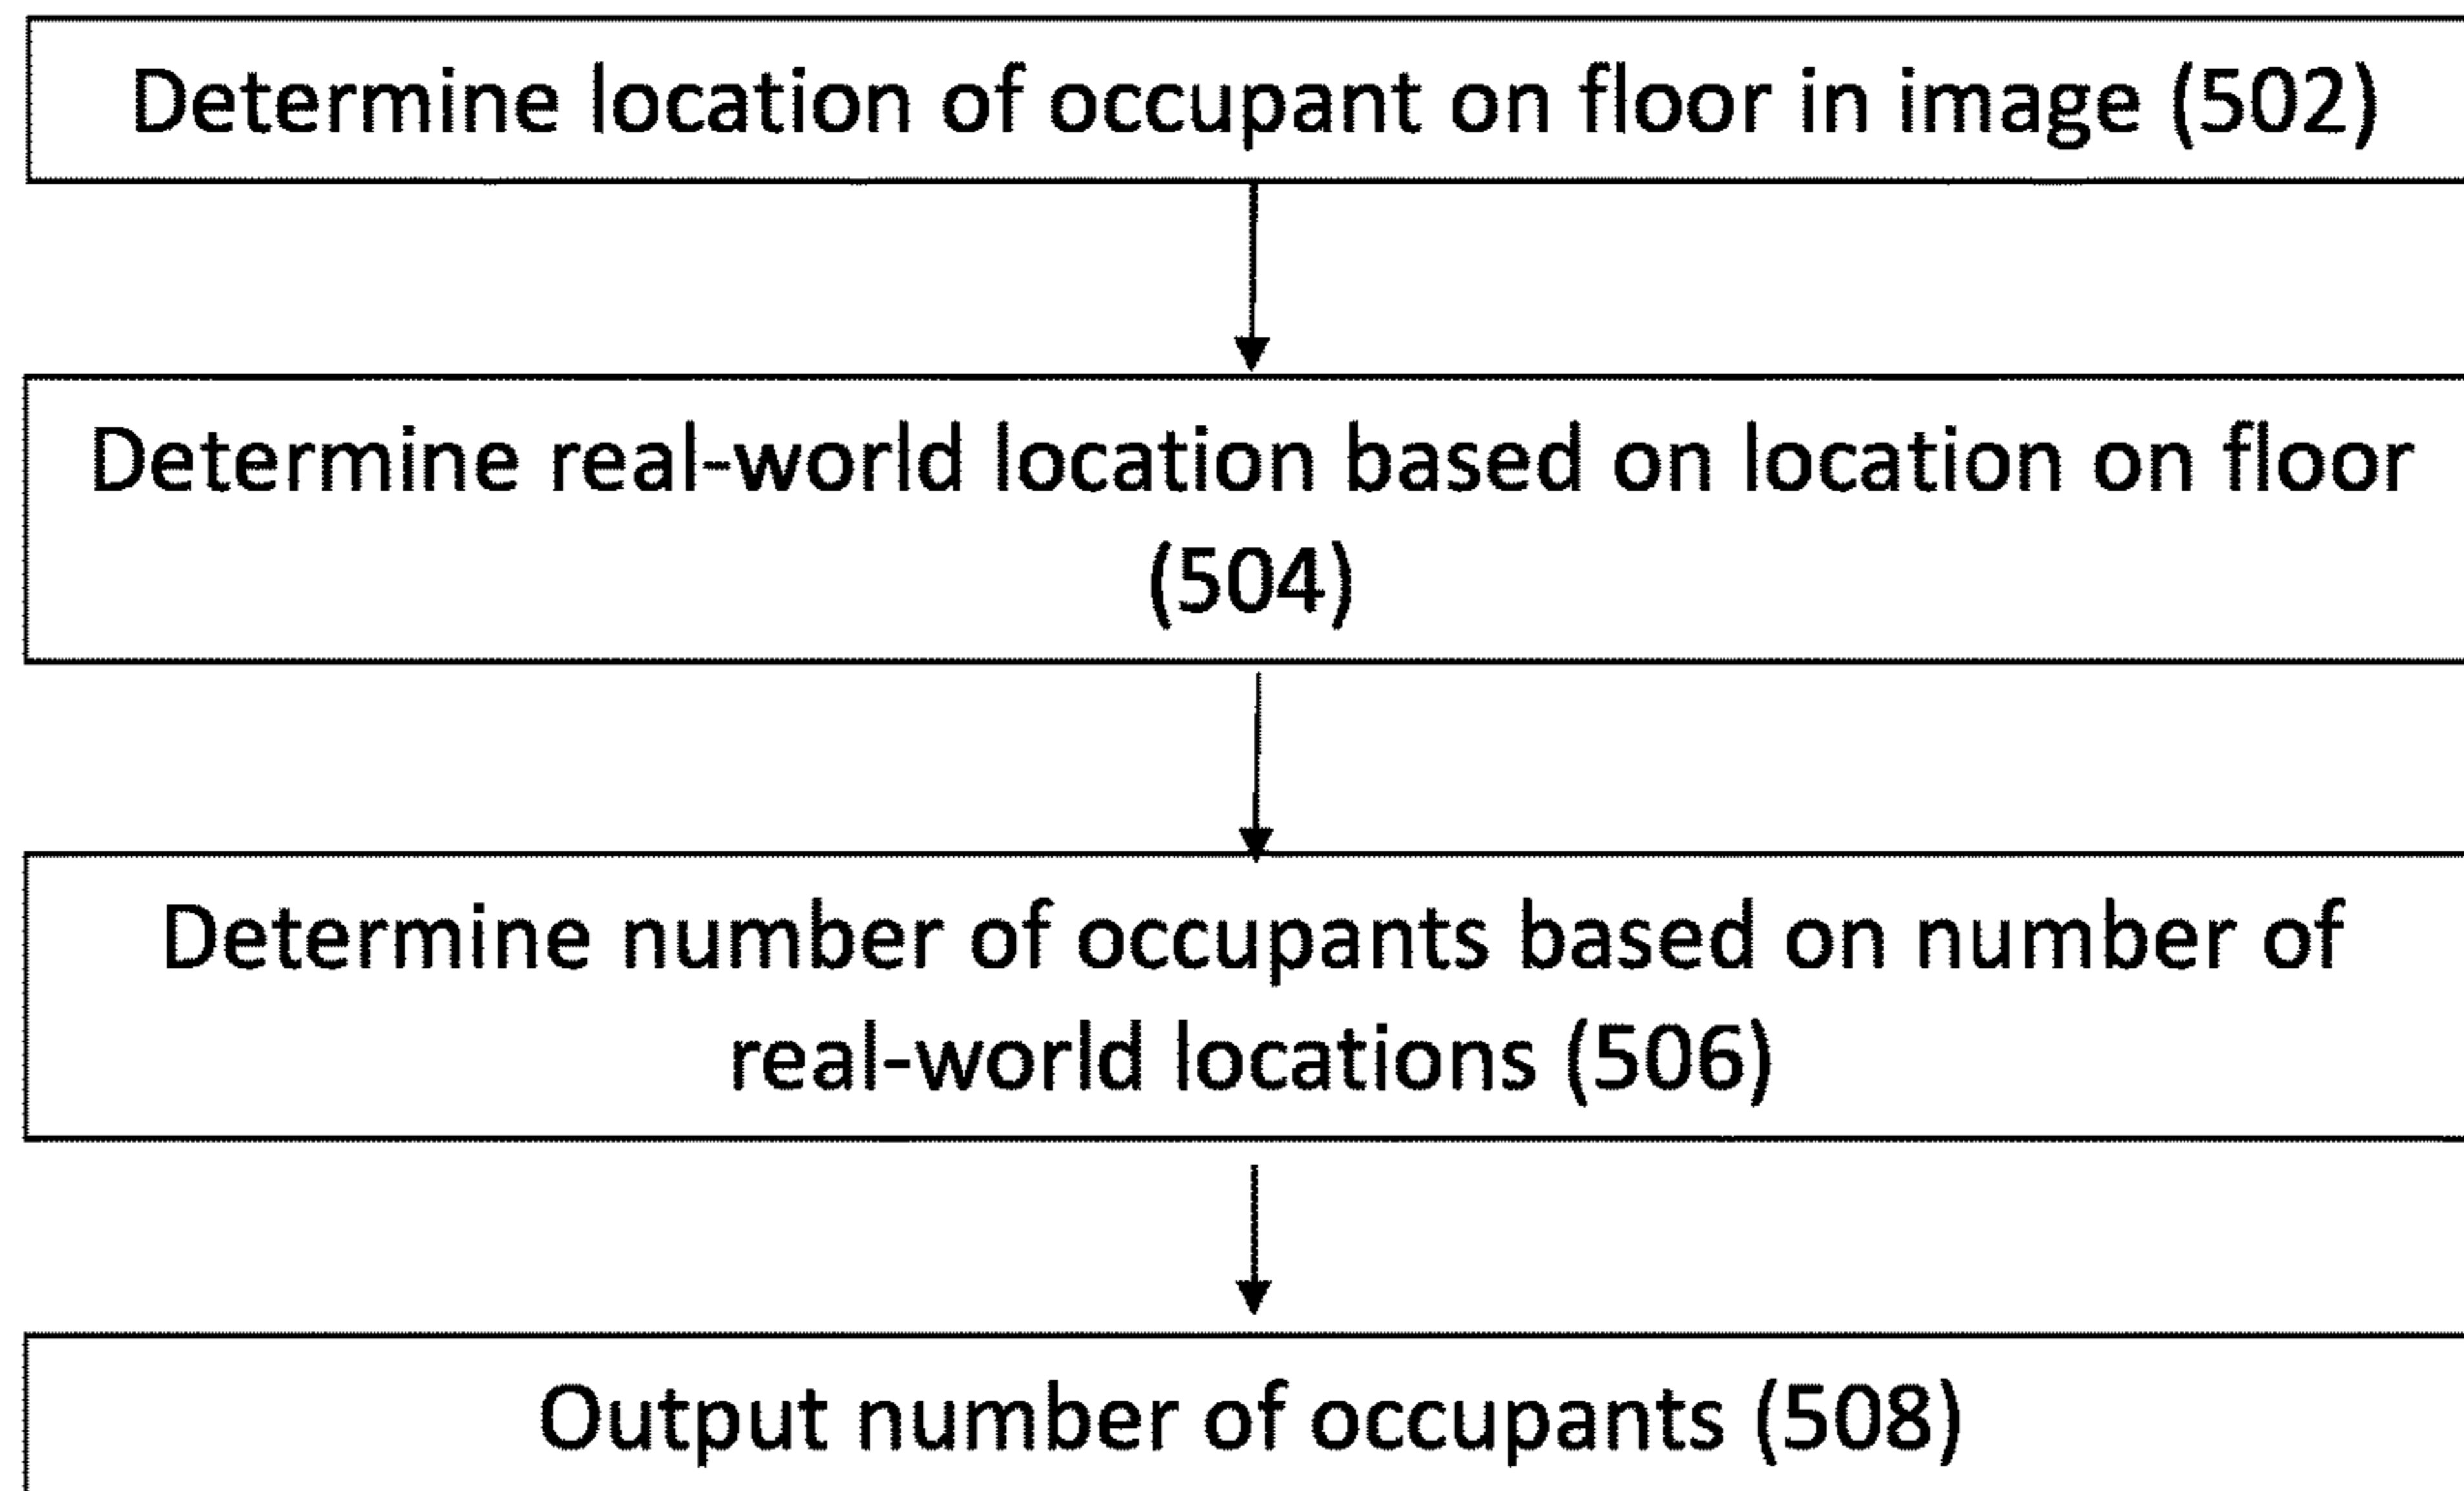 Determine location of occupant on floor in image (502)
Determine real-world location based on location on floor
(504)
Determine number of occupants based on number of
real-world locations (506)
Output number of occupants (508)